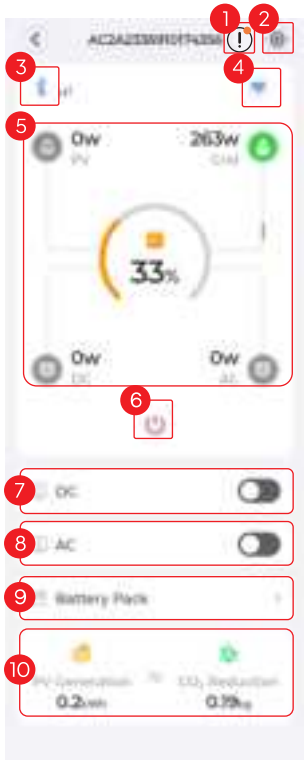 1 2
3 4
5
0w 263w
PV Grid
33%
0w 0w
DC AC
6
7 DC
8 AC
9 Battery Pack
10
PV Generation CO₂ Reduction
0.2kWh 0.19kg